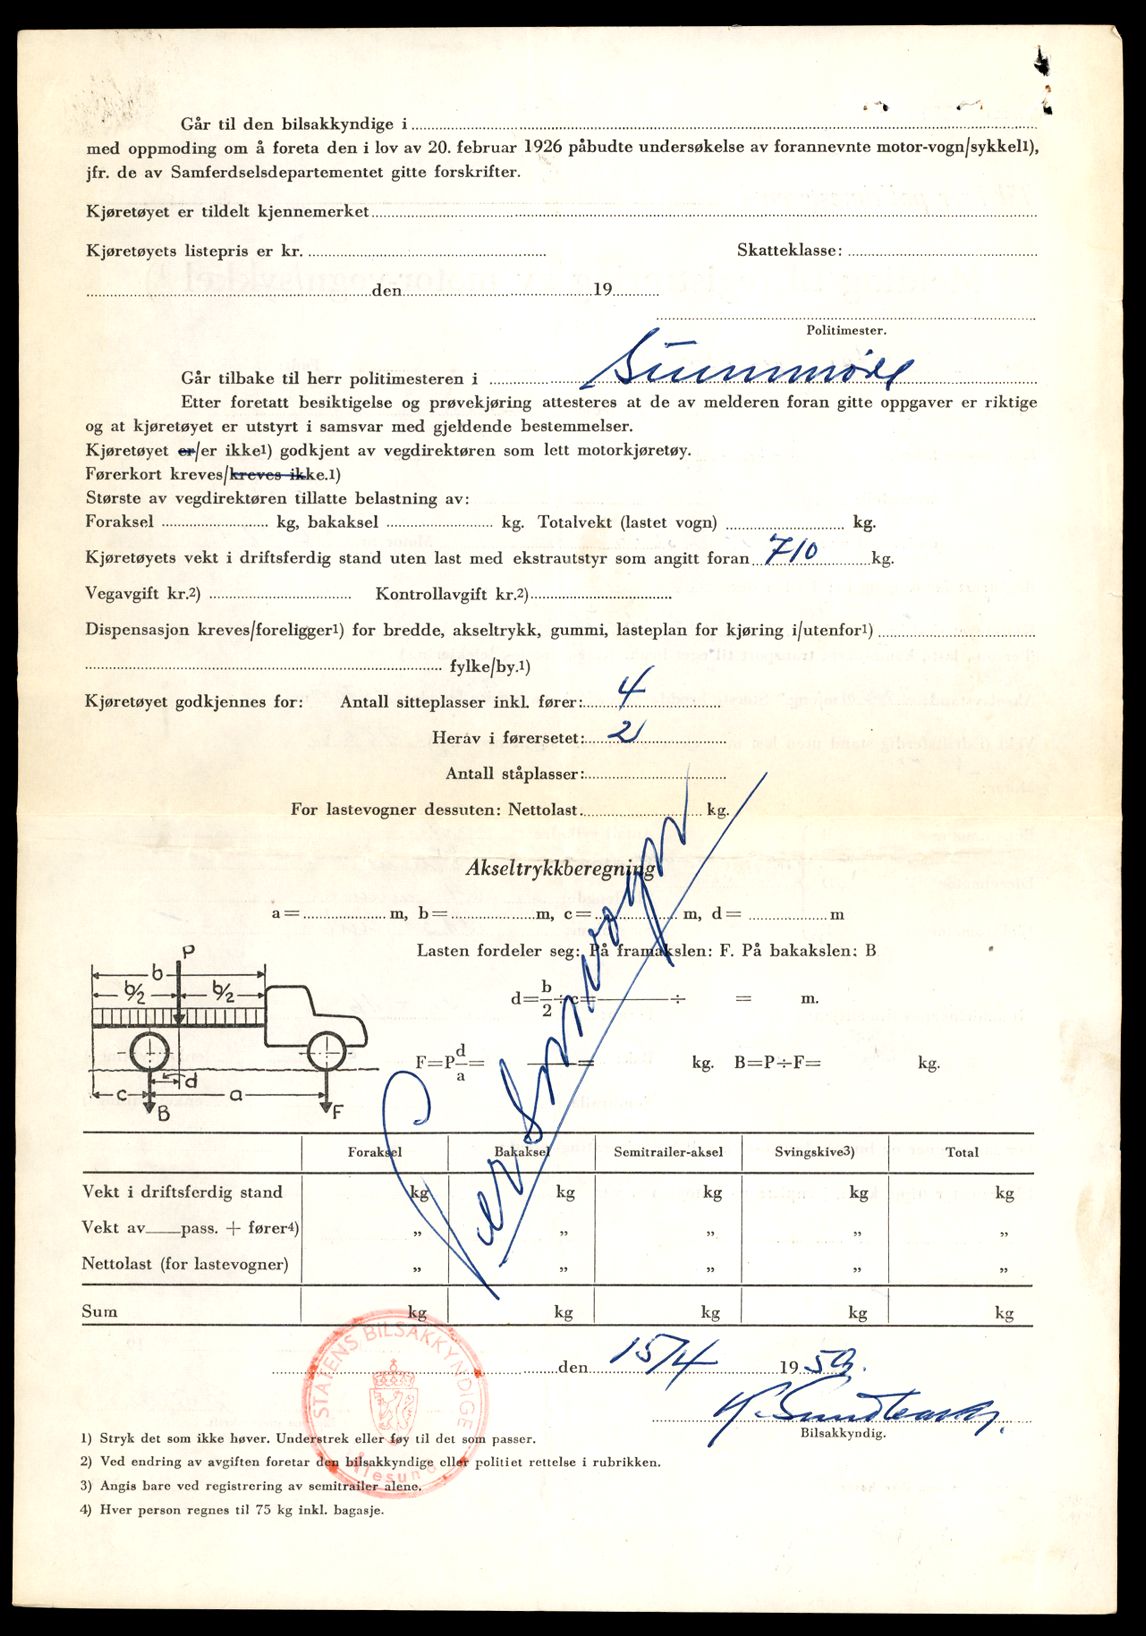 Går til den bilsakkyndige i
med oppmoding om å foreta den i lov av 20. februar 1926 påbudte undersøkelse av forannevnte motor-vogn/sykkel1),
jfr. de av Samferdselsdepartementet gitte forskrifter.
Kjøretøyet er tildelt kjennemerket
Kjøretøyets listepris er kr. Skatteklasse:
den 19
Politimester.
Går tilbake til herr politimesteren i Sunnmøre
Etter foretatt besiktigelse og prøvekjøring attesteres at de av melderen foran gitte oppgaver er riktige
og at kjøretøyet er utstyrt i samsvar med gjeldende bestemmelser.
Kjøretøyet er/er ikke1) godkjent av vegdirektøren som lett motorkjøretøy.
Førerkort kreves/kreves ikke.1)
Største av vegdirektøren tillatte belastning av:
Foraksel kg, bakaksel kg. Totalvekt (lastet vogn) kg.
Kjøretøyets vekt i driftsferdig stand uten last med ekstrautstyr som angitt foran 710 kg.
Vegavgift kr.2) Kontrollavgift kr.2)
Dispensasjon kreves/foreligger1) for bredde, akseltrykk, gummi, lasteplan for kjøring i/utenfor1)
fylke/by.1)
Kjøretøyet godkjennes for: Antall sitteplasser inkl. fører: 4
Herav i førersetet: 2
Antall ståplasser:
For lastevogner dessuten: Nettolast. kg.
Akseltrykkberegning
a = m, b = m, c = m, d = m
Lasten fordeler seg: På framakslen: F. På bakakslen: B
d = b/2 ÷ c = ÷ = m.
F = P d/a = = kg. B = P ÷ F = kg.
P
b
b/2 b/2
d
c a
B F
Personvogn
Foraksel Bakaksel Semitrailer-aksel Svingskive3) Total
Vekt i driftsferdig stand kg kg kg kg kg
Vekt av pass. + fører4) „ „ „ „ „
Nettolast (for lastevogner) „ „ „ „ „
Sum kg kg kg kg kg
den 15/4 1959.
STATENS BILSAKKYNDIGE
Ålesund
Bilsakkyndig.
1) Stryk det som ikke høver. Understrek eller føy til det som passer.
2) Ved endring av avgiften foretar den bilsakkyndige eller politiet rettelse i rubrikken.
3) Angis bare ved registrering av semitrailer alene.
4) Hver person regnes til 75 kg inkl. bagasje.